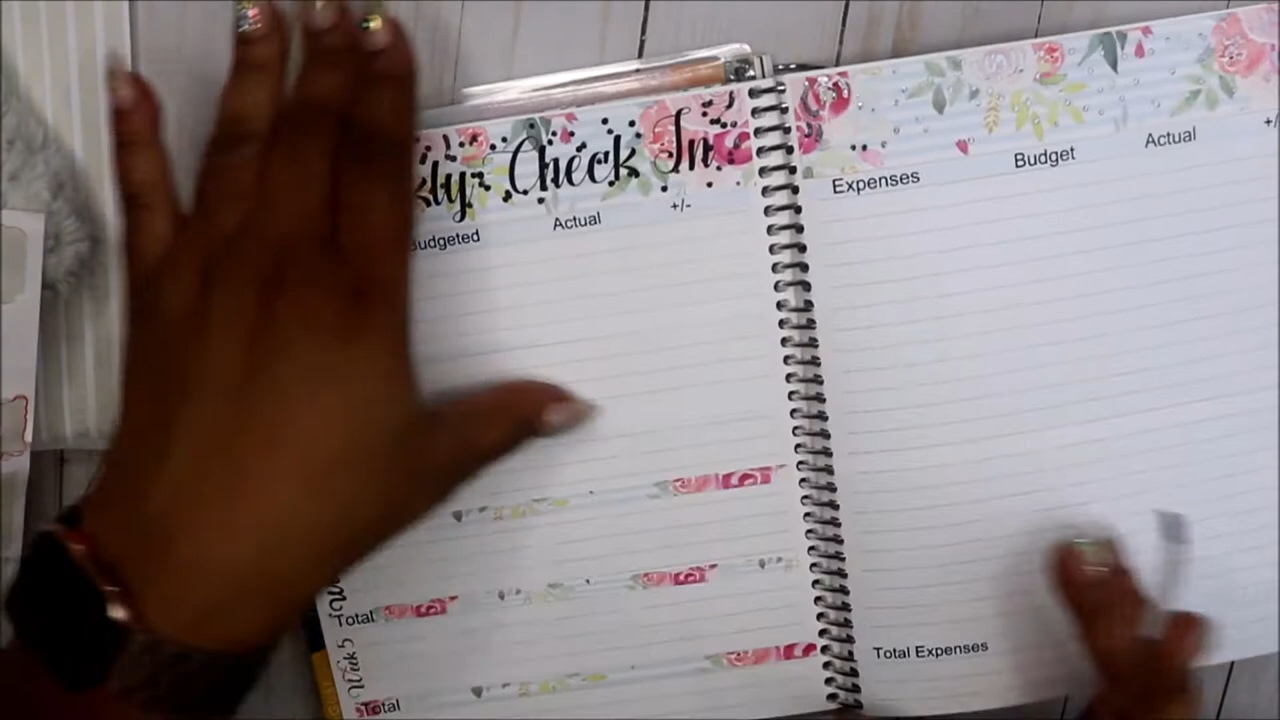 Check In
Budgeted Actual +/-
Total
Week 5
Total
Expenses Budget Actual +/
Total Expenses